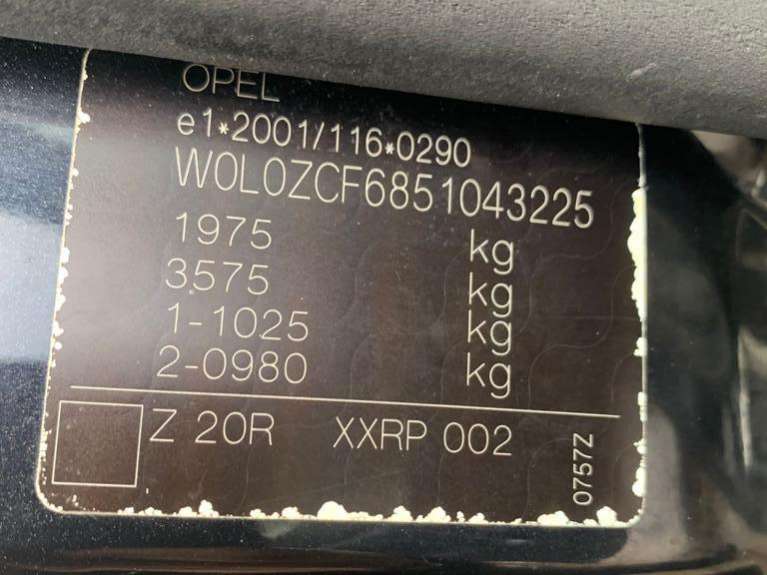 OPEL
e1*2001/116*0290
W0L0ZCF6851043225
1975 kg
3575 kg
1-1025 kg
2-0980 kg
Z 20R XXRP 002
0757Z